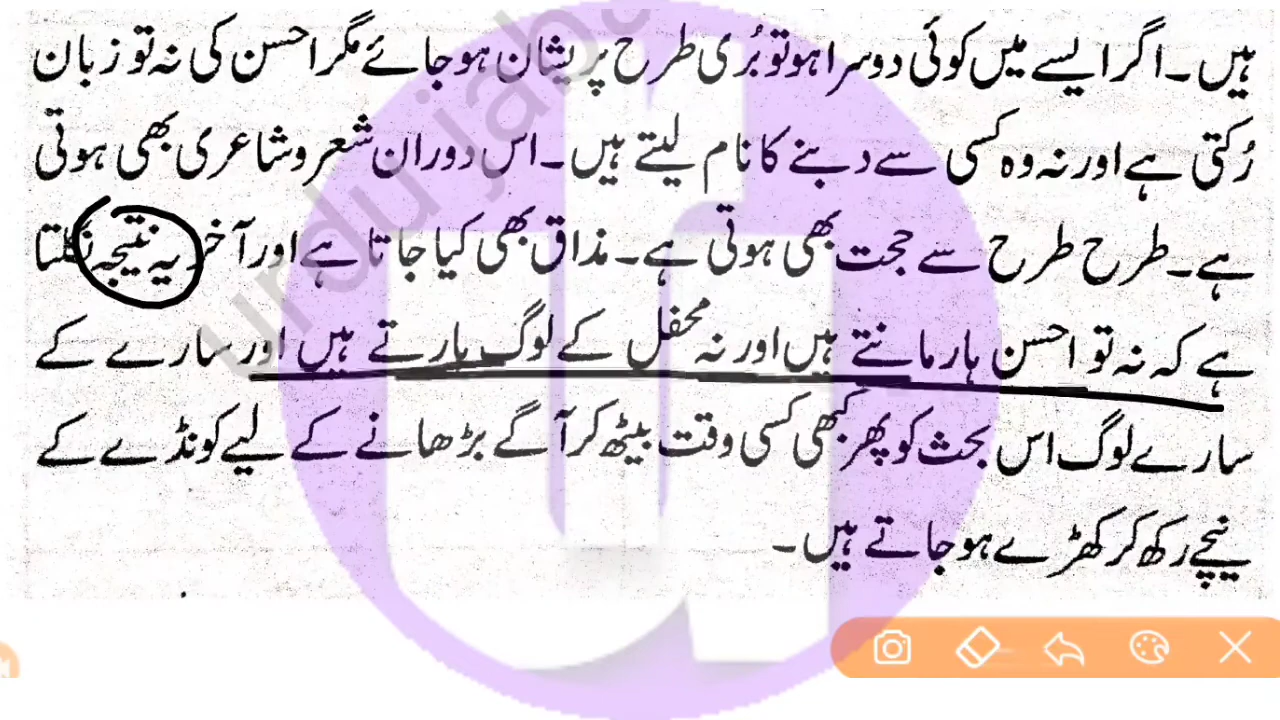 ہیں۔ اگر ایسے میں کوئی دوسرا ہو تو بُری طرح پریشان ہو جائے مگر احسن کی نہ تو زبان
رُکتی ہے اور نہ وہ کسی سے دبنے کا نام لیتے ہیں۔ اس دوران شعر و شاعری بھی ہوتی
ہے۔ طرح طرح سے حجت بھی ہوتی ہے۔ مذاق بھی کیا جاتا ہے اور آخر یہ نتیجہ نکلتا
ہے کہ نہ تو احسن ہار مانتے ہیں اور نہ محفل کے لوگ ہارتے ہیں اور سارے کے
سارے لوگ اس بحث کو پھر کبھی کسی وقت بیٹھ کر آگے بڑھانے کے لیے کونڈے کے
نیچے رکھ کر کھڑے ہو جاتے ہیں۔